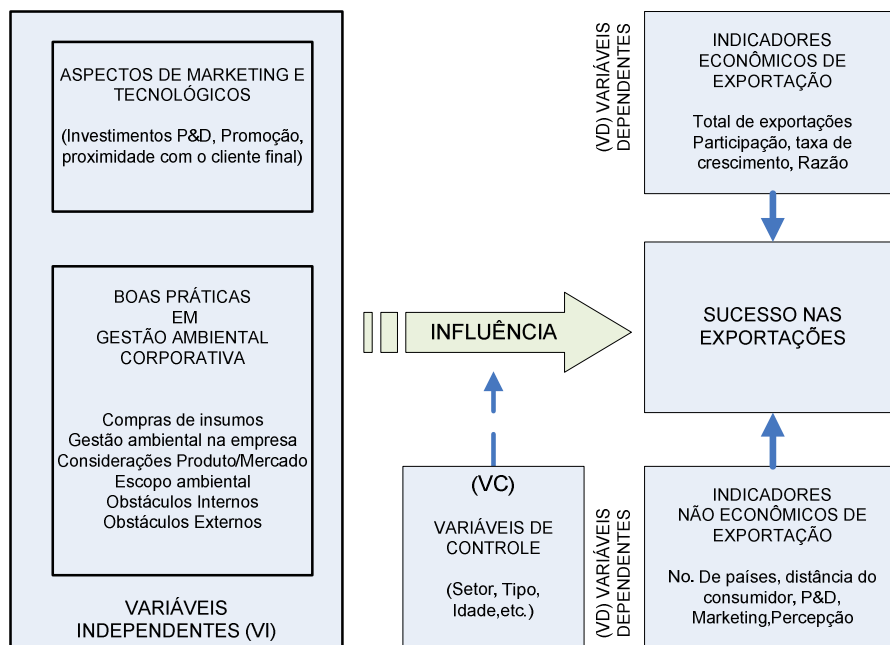 ASPECTOS DE MARKETING E
TECNOLÓGICOS
(Investimentos P&D, Promoção,
proximidade com o cliente final)
BOAS PRÁTICAS
EM
GESTÃO AMBIENTAL
CORPORATIVA
Compras de insumos
Gestão ambiental na empresa
Considerações Produto/Mercado
Escopo ambiental
Obstáculos Internos
Obstáculos Externos
VARIÁVEIS
INDEPENDENTES (VI)
INFLUÊNCIA
(VC)
VARIÁVEIS DE
CONTROLE
(Setor, Tipo,
Idade,etc.)
(VD) VARIÁVEIS
DEPENDENTES
INDICADORES
ECONÔMICOS DE
EXPORTAÇÃO
Total de exportações
Participação, taxa de
crescimento, Razão
SUCESSO NAS
EXPORTAÇÕES
(VD) VARIÁVEIS
DEPENDENTES
INDICADORES
NÃO ECONÔMICOS DE
EXPORTAÇÃO
No. De países, distância do
consumidor, P&D,
Marketing,Percepção